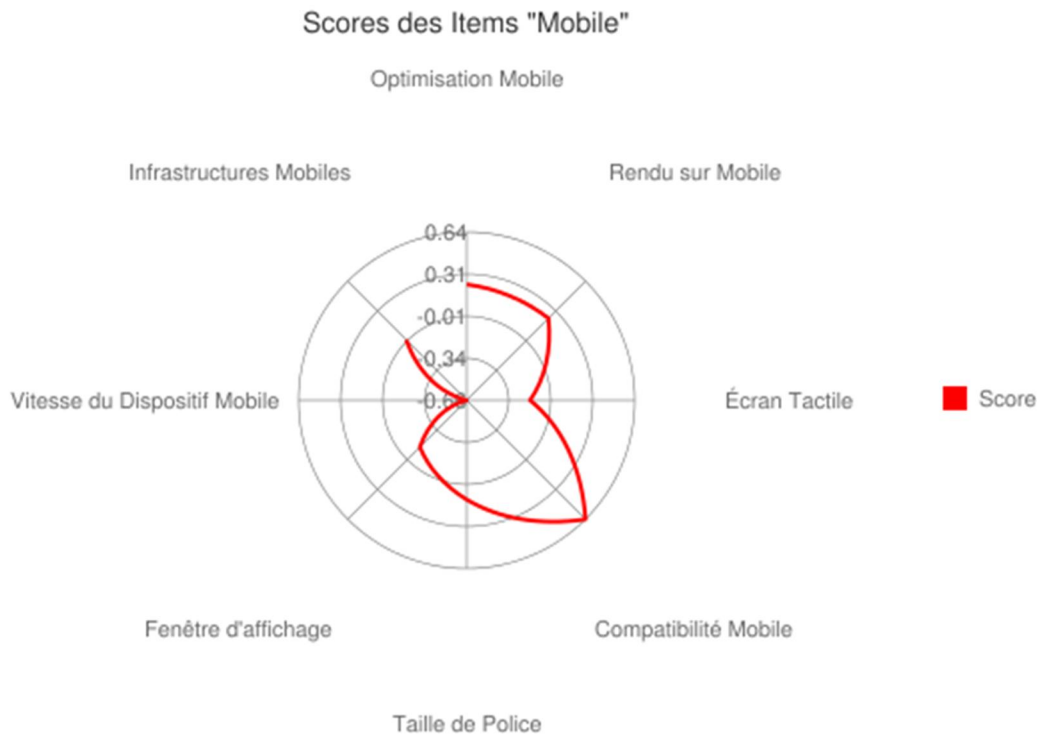 Scores des Items "Mobile"
Optimisation Mobile
Infrastructures Mobiles
Rendu sur Mobile
0.64
0.31
-0.01
-0.34
Vitesse du Dispositif Mobile
Écran Tactile
Score
Fenêtre d'affichage
Compatibilité Mobile
Taille de Police